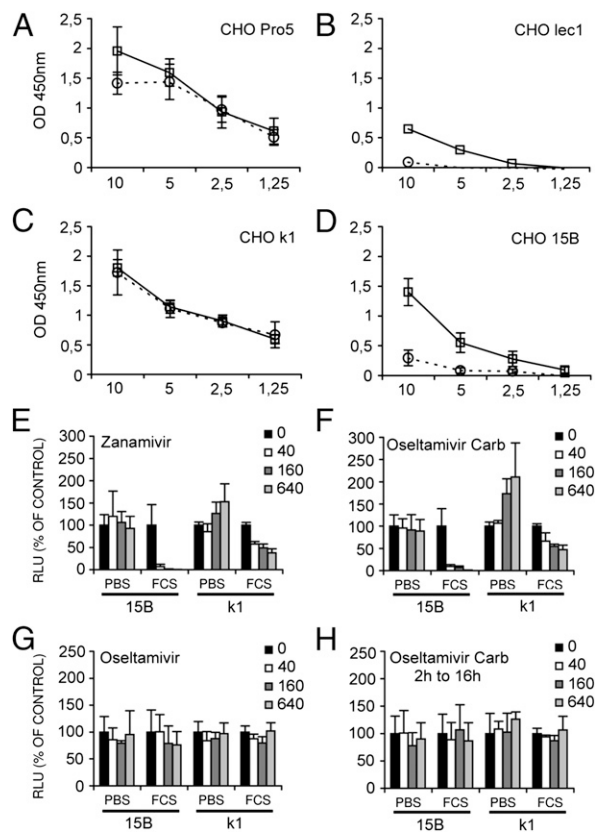 A CHO Pro5
OD 450nm
2,5
2
1,5
1
0,5
0
10 5 2,5 1,25
B CHO lec1
2,5
2
1,5
1
0,5
0
10 5 2,5 1,25
C CHO k1
OD 450nm
2,5
2
1,5
1
0,5
0
10 5 2,5 1,25
D CHO 15B
2,5
2
1,5
1
0,5
0
10 5 2,5 1,25
E Zanamivir
RLU (% OF CONTROL)
300
250
200
150
100
50
0
0
40
160
640
PBS FCS PBS FCS
15B k1
F Oseltamivir Carb
300
250
200
150
100
50
0
0
40
160
640
PBS FCS PBS FCS
15B k1
G Oseltamivir
RLU (% OF CONTROL)
250
200
150
100
50
0
0
40
160
640
PBS FCS PBS FCS
15B k1
H Oseltamivir Carb
2h to 16h
250
200
150
100
50
0
0
40
160
640
PBS FCS PBS FCS
15B k1